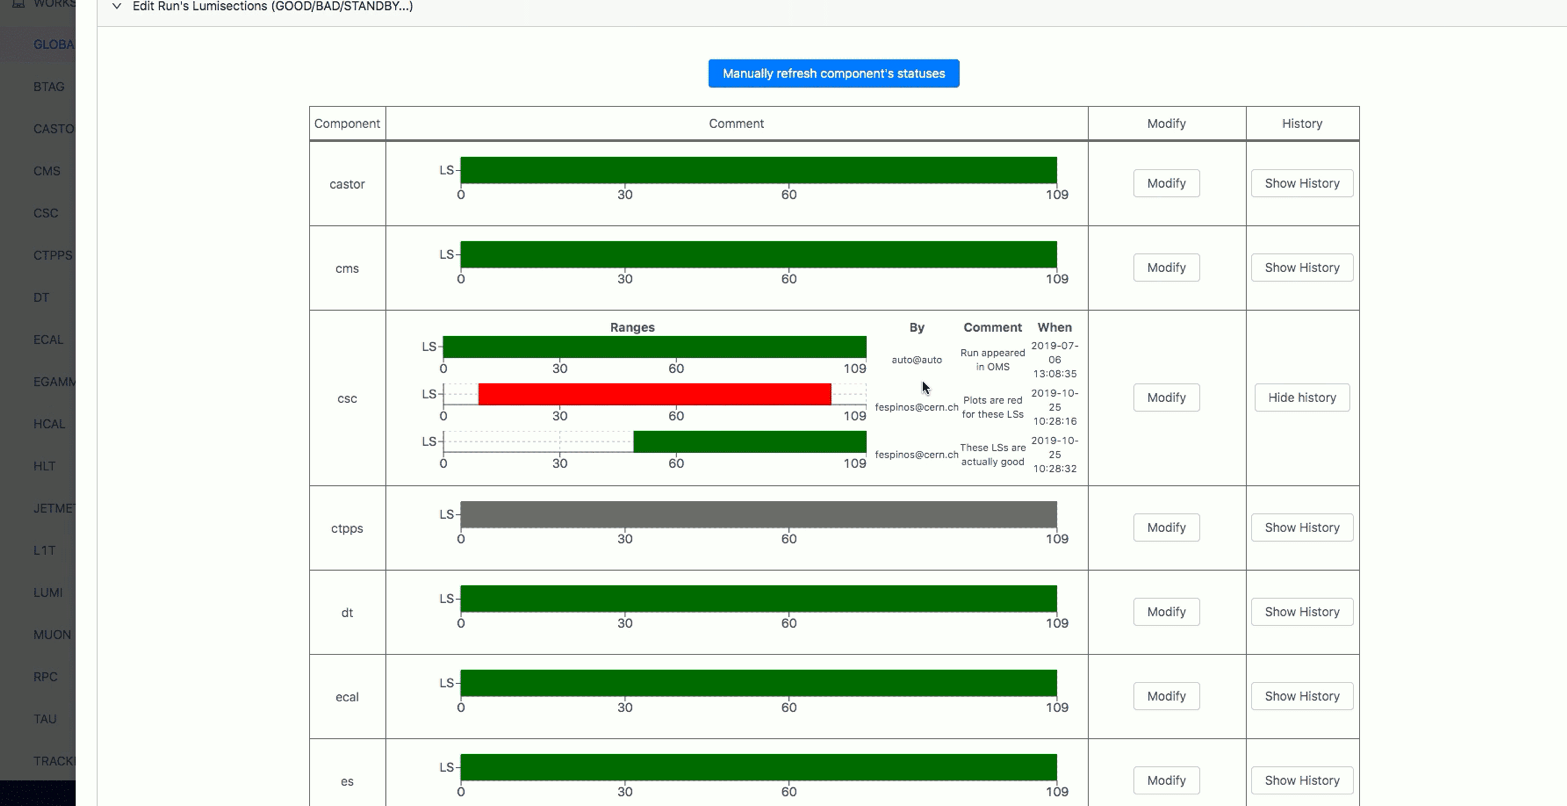 WORKS
Edit Run's Lumisections (GOOD/BAD/STANDBY...)
GLOBA
BTAG
CASTO
CMS
CSC
CTPPS
DT
ECAL
EGAMM
HCAL
HLT
JETMET
L1T
LUMI
MUON
RPC
TAU
TRACKE
Manually refresh component's statuses
Component Comment Modify History
castor LS 0 30 60 109 Modify Show History
cms LS 0 30 60 109 Modify Show History
csc
Ranges By Comment When
LS 0 30 60 109 auto@auto Run appeared in OMS 2019-07-06 13:08:35
LS 0 30 60 109 fespinos@cern.ch Plots are red for these LSs 2019-10-25 10:28:16
LS 0 30 60 109 fespinos@cern.ch These LSs are actually good 2019-10-25 10:28:32
Modify Hide history
ctpps LS 0 30 60 109 Modify Show History
dt LS 0 30 60 109 Modify Show History
ecal LS 0 30 60 109 Modify Show History
es LS 0 30 60 109 Modify Show History